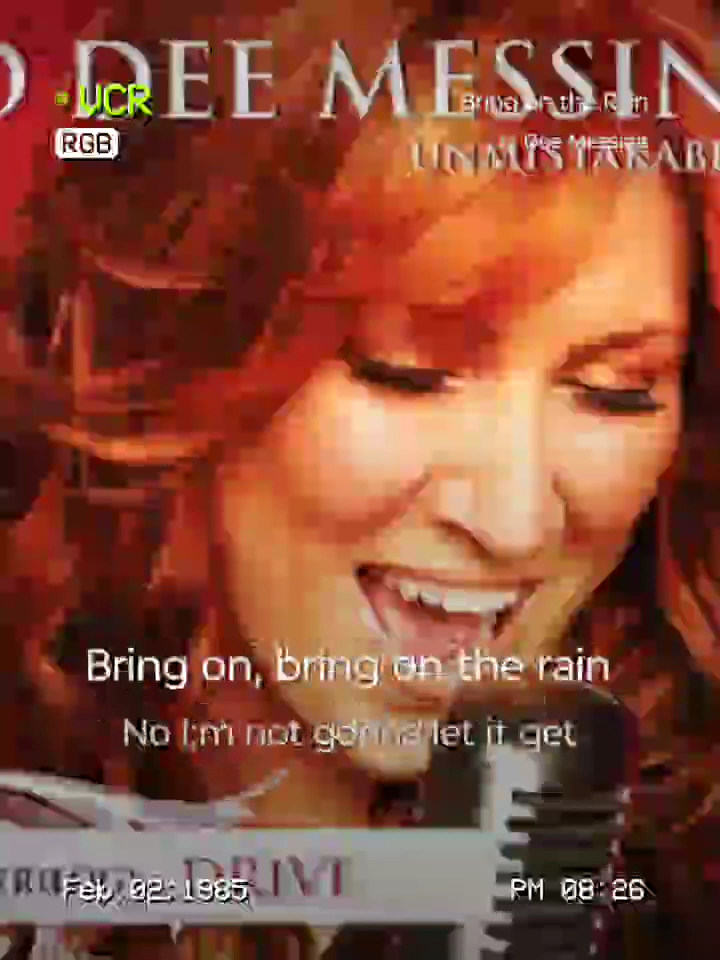 DEE MESSIN
VCR
Bring on the Rain
RGB
Dee Messina
UNMISTAKABL
Bring on, bring on the rain
No I'm not gonna let it get
DRIVE
Feb 02 1985
PM 08:26